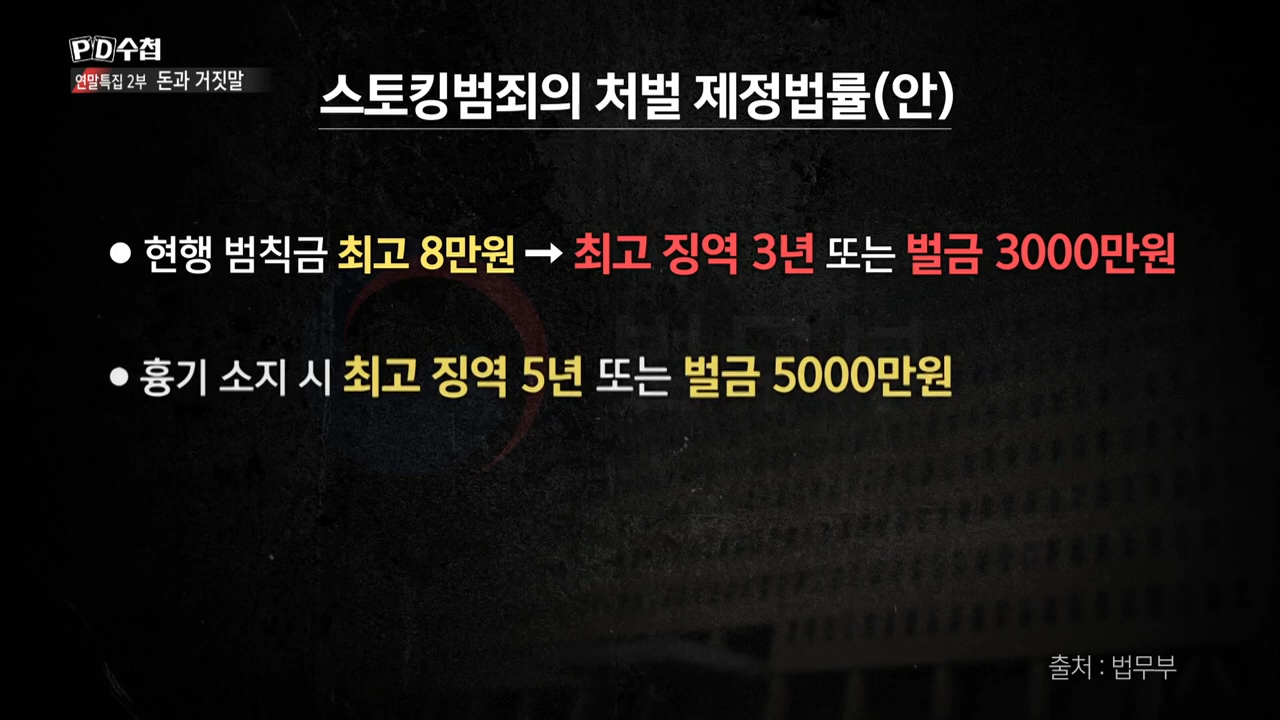 PD수첩
연말특집 2부 돈과 거짓말
스토킹범죄의 처벌 제정법률(안)
● 현행 범칙금 최고 8만원 → 최고 징역 3년 또는 벌금 3000만원
● 흉기 소지 시 최고 징역 5년 또는 벌금 5000만원
법무부
출처 : 법무부